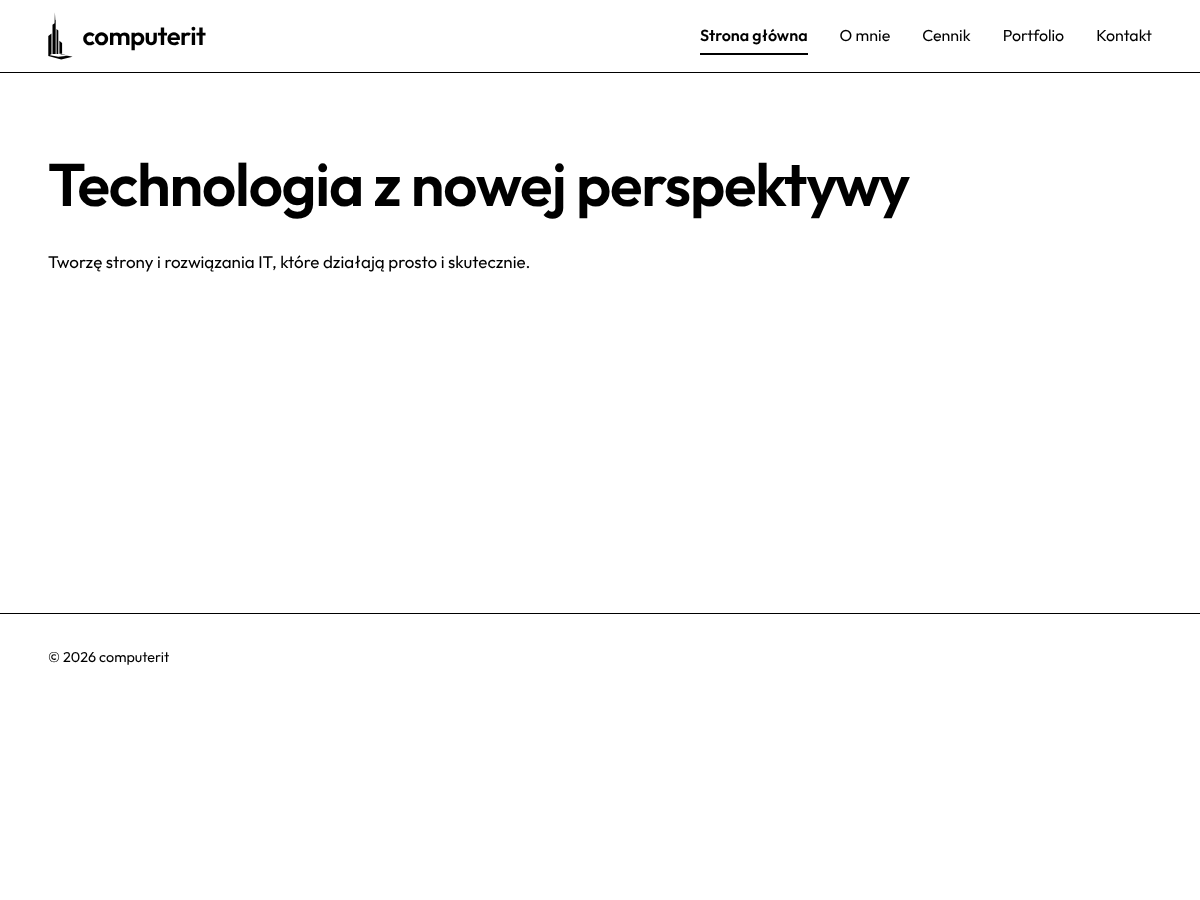 computerit
Strona główna
O mnie
Cennik
Portfolio
Kontakt
Technologia z nowej perspektywy
Tworzę strony i rozwiązania IT, które działają prosto i skutecznie.
© 2026 computerit